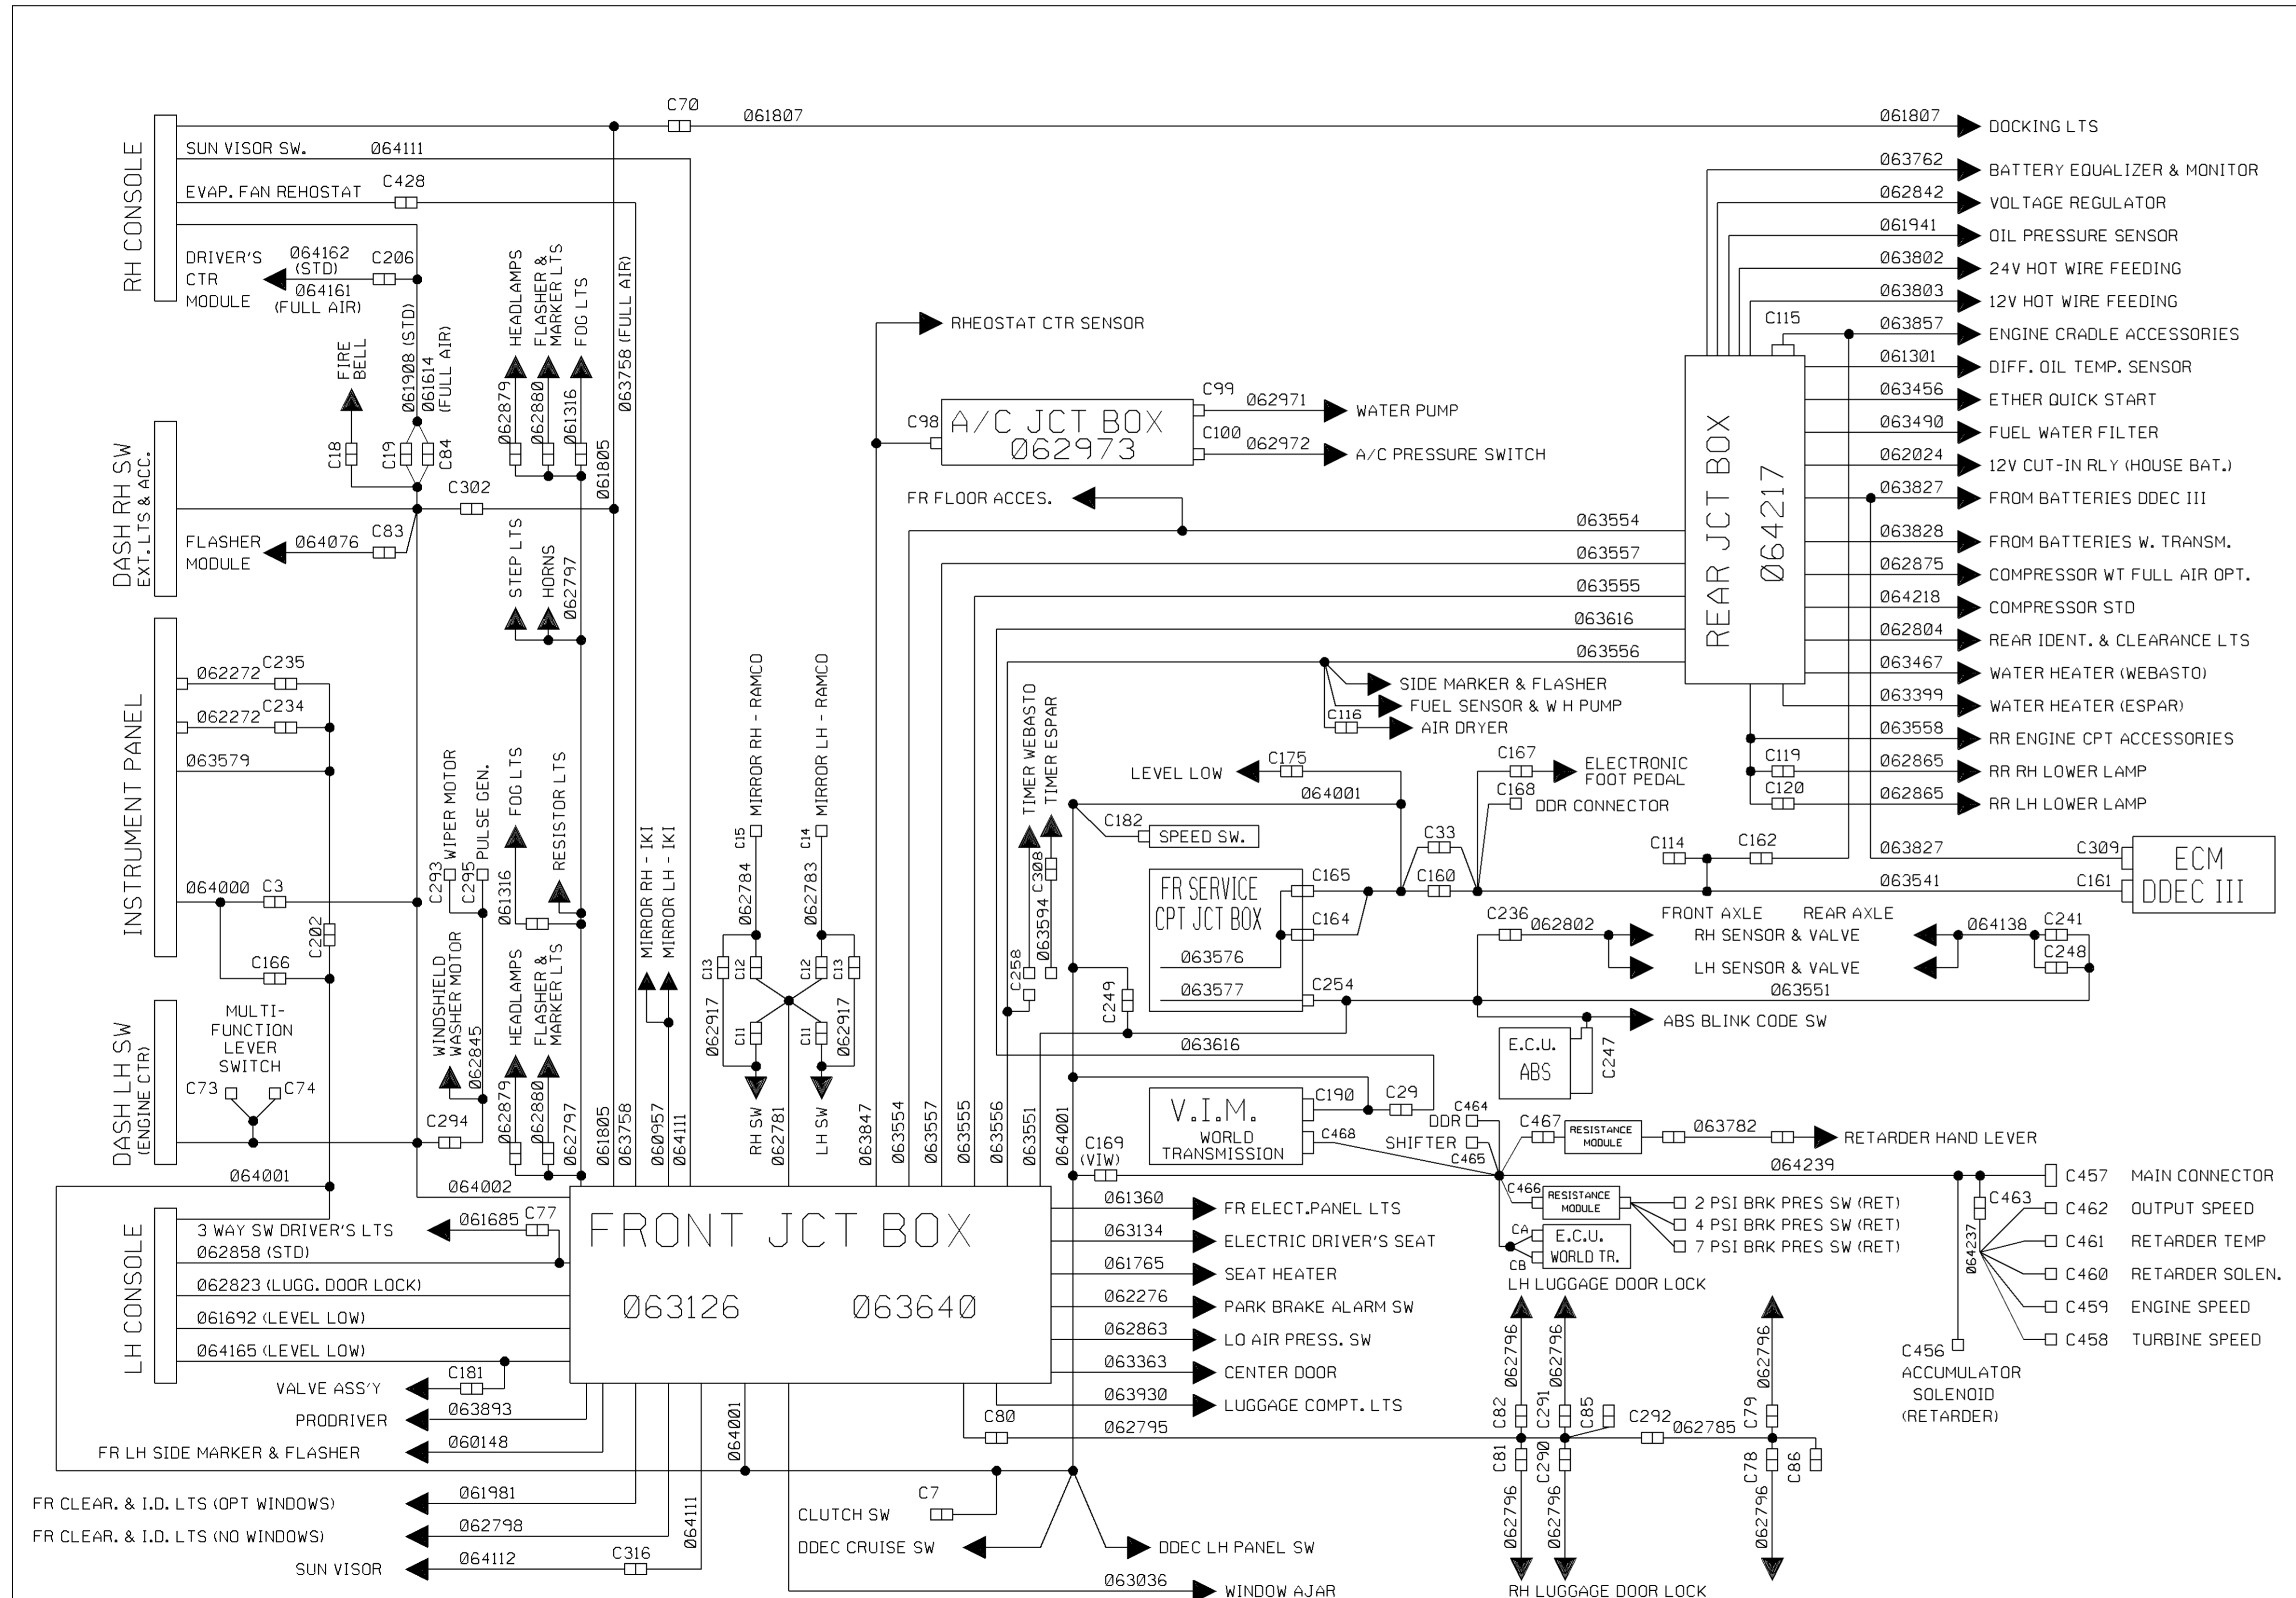 C70
061807
061807
DOCKING LTS
RH CONSOLE
SUN VISOR SW.
064111
EVAP. FAN REHOSTAT
C428
DRIVER'S
CTR
MODULE
064162
(STD)
064161
(FULL AIR)
C206
061908 (STD)
061614
(FULL AIR)
FIRE
BELL
C18
C19
C84
HEADLAMPS
FLASHER &
MARKER LTS
FOG LTS
062879
062880
061316
061805
063758 (FULL AIR)
DASH RH SW
EXT. LTS & ACC.
C302
FLASHER
MODULE
064076
C83
STEP LTS
HORNS
062797
RHEOSTAT CTR SENSOR
C98
A/C JCT BOX
062973
C99
062971
WATER PUMP
C100
062972
A/C PRESSURE SWITCH
FR FLOOR ACCES.
063554
063557
063555
063616
063556
REAR JCT BOX
064217
C115
063762
BATTERY EQUALIZER & MONITOR
062842
VOLTAGE REGULATOR
061941
OIL PRESSURE SENSOR
063802
24V HOT WIRE FEEDING
063803
12V HOT WIRE FEEDING
063857
ENGINE CRADLE ACCESSORIES
061301
DIFF. OIL TEMP. SENSOR
063456
ETHER QUICK START
063490
FUEL WATER FILTER
062024
12V CUT-IN RLY (HOUSE BAT.)
063827
FROM BATTERIES DDEC III
063828
FROM BATTERIES W. TRANSM.
062875
COMPRESSOR WT FULL AIR OPT.
064218
COMPRESSOR STD
062804
REAR IDENT. & CLEARANCE LTS
063467
WATER HEATER (WEBASTO)
063399
WATER HEATER (ESPAR)
063558
RR ENGINE CPT ACCESSORIES
C119
062865
RR RH LOWER LAMP
C120
062865
RR LH LOWER LAMP
SIDE MARKER & FLASHER
FUEL SENSOR & W H PUMP
C116
AIR DRYER
INSTRUMENT PANEL
062272
C235
062272
C234
063579
064000
C3
C202
C166
WIPER MOTOR
PULSE GEN.
C293
C295
FOG LTS
061316
RESISTOR LTS
WINDSHIELD
WASHER MOTOR
062845
HEADLAMPS
FLASHER &
MARKER LTS
062879
062880
062797
MIRROR RH - IKI
MIRROR LH - IKI
MIRROR RH - RAMCO
MIRROR LH - RAMCO
C15
C14
062784
062783
C13
C12
C12
C13
062917
C11
C11
062917
RH SW
062781
LH SW
TIMER WEBASTO
TIMER ESPAR
063594
C308
C258
C249
LEVEL LOW
C175
064001
C182
SPEED SW.
C167
ELECTRONIC
FOOT PEDAL
C168
DDR CONNECTOR
C33
C160
FR SERVICE
CPT JCT BOX
C165
C164
063576
063577
C254
C114
C162
063827
C309
063541
C161
ECM
DDEC III
C236
062802
FRONT AXLE
REAR AXLE
RH SENSOR & VALVE
LH SENSOR & VALVE
064138
C241
C248
063551
ABS BLINK CODE SW
E.C.U.
ABS
C247
063616
DASH LH SW
(ENGINE CTR)
MULTI-
FUNCTION
LEVER
SWITCH
C73
C74
C294
064001
064002
061805
063758
060957
064111
063847
063554
063557
063555
063556
063551
064001
V.I.M.
WORLD
TRANSMISSION
C190
C29
C468
C169
(VIW)
C464
DDR
SHIFTER
C465
C467
RESISTANCE
MODULE
063782
RETARDER HAND LEVER
064239
C466
RESISTANCE
MODULE
2 PSI BRK PRES SW (RET)
4 PSI BRK PRES SW (RET)
7 PSI BRK PRES SW (RET)
CA
CB
E.C.U.
WORLD TR.
C457
MAIN CONNECTOR
C463
C462
OUTPUT SPEED
064237
C461
RETARDER TEMP
C460
RETARDER SOLEN.
C459
ENGINE SPEED
C458
TURBINE SPEED
C456
ACCUMULATOR
SOLENOID
(RETARDER)
LH CONSOLE
3 WAY SW DRIVER'S LTS
061685
C77
062858 (STD)
062823 (LUGG. DOOR LOCK)
061692 (LEVEL LOW)
064165 (LEVEL LOW)
C181
VALVE ASS'Y
063893
PRODRIVER
060148
FR LH SIDE MARKER & FLASHER
FRONT JCT BOX
063126
063640
061360
FR ELECT.PANEL LTS
063134
ELECTRIC DRIVER'S SEAT
061765
SEAT HEATER
062276
PARK BRAKE ALARM SW
062863
LO AIR PRESS. SW
063363
CENTER DOOR
063930
LUGGAGE COMPT. LTS
C80
062795
LH LUGGAGE DOOR LOCK
062796
062796
062796
C82
C291
C85
C292
062785
C79
C81
C290
C78
C86
062796
062796
062796
RH LUGGAGE DOOR LOCK
064001
061981
FR CLEAR. & I.D. LTS (OPT WINDOWS)
062798
FR CLEAR. & I.D. LTS (NO WINDOWS)
064112
SUN VISOR
C316
064111
C7
CLUTCH SW
DDEC CRUISE SW
DDEC LH PANEL SW
063036
WINDOW AJAR